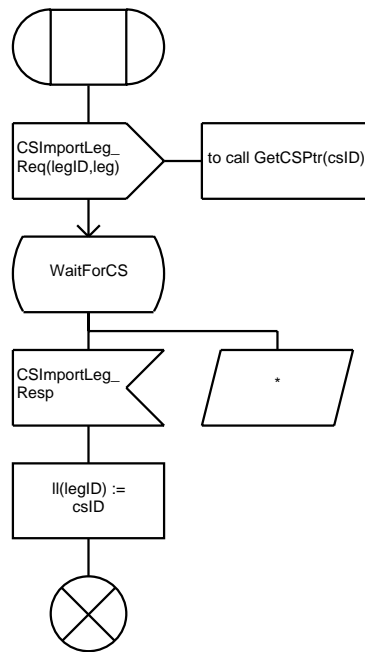 CSImportLeg_
Req(legID,leg)
to call GetCSPtr(csID)
WaitForCS
CSImportLeg_
Resp
*
ll(legID) :=
csID